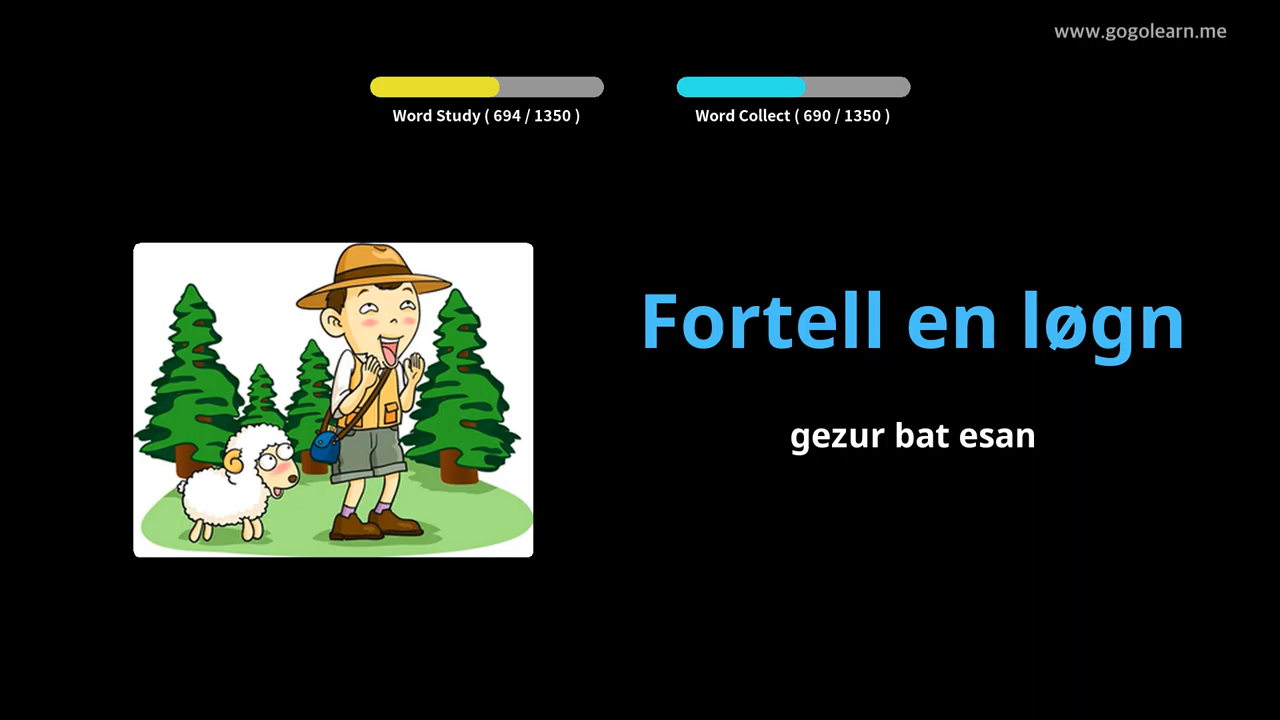 www.gogolearn.me
Word Study ( 694 / 1350 )
Word Collect ( 690 / 1350 )
Fortell en løgn
gezur bat esan